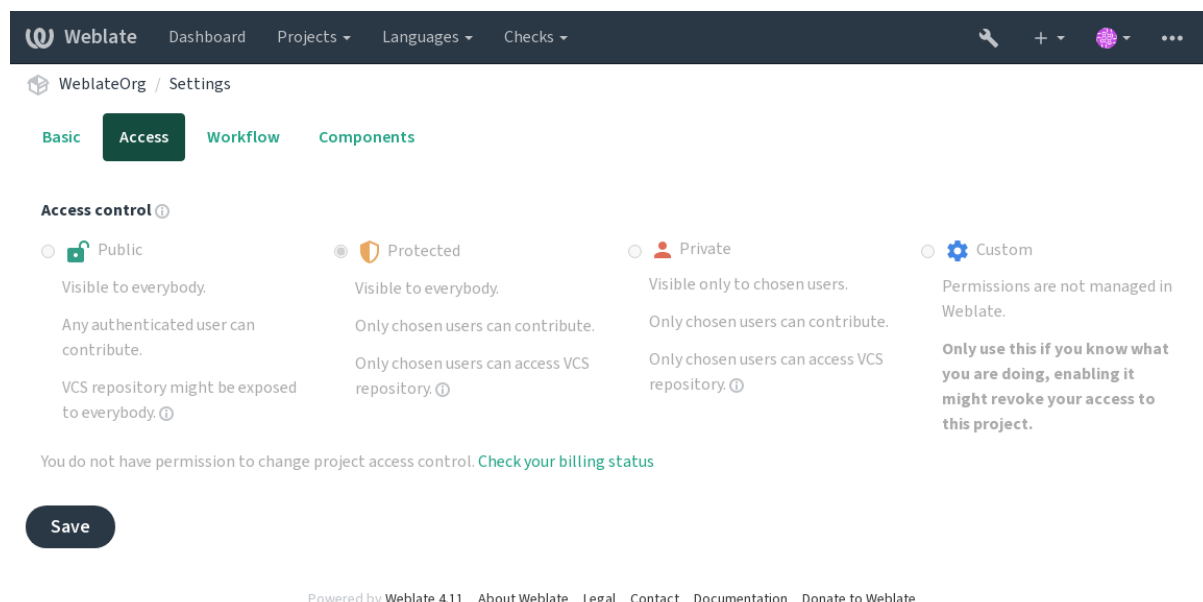 Weblate Dashboard Projects Languages Checks
WeblateOrg / Settings
Basic Access Workflow Components
Access control
Public
Visible to everybody.
Any authenticated user can
contribute.
VCS repository might be exposed
to everybody.
Protected
Visible to everybody.
Only chosen users can contribute.
Only chosen users can access VCS
repository.
Private
Visible only to chosen users.
Only chosen users can contribute.
Only chosen users can access VCS
repository.
Custom
Permissions are not managed in
Weblate.
Only use this if you know what
you are doing, enabling it
might revoke your access to
this project.
You do not have permission to change project access control. Check your billing status
Save
Powered by Weblate 4.11 About Weblate Legal Contact Documentation Donate to Weblate